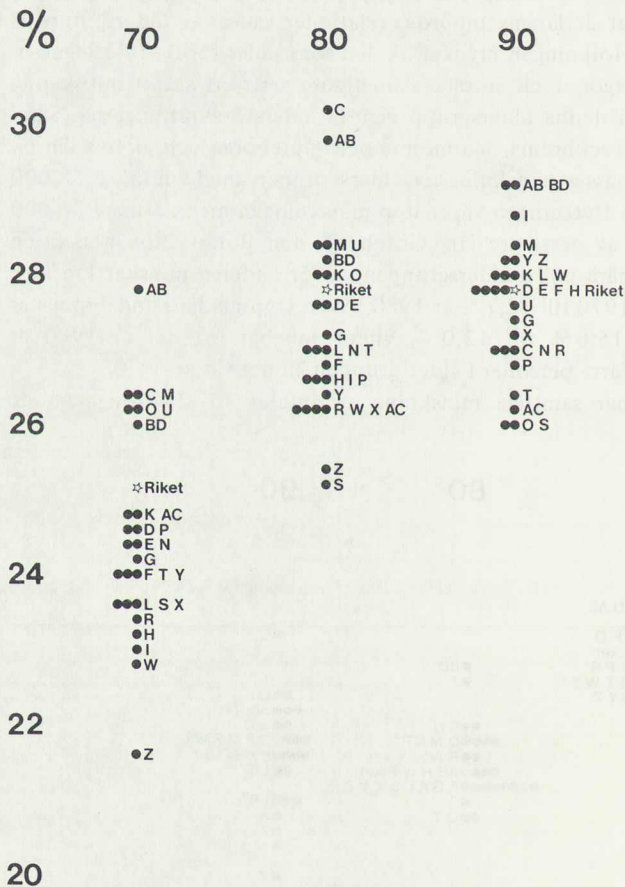 %
70 80 90
30
28
26
24
22
20
AB
C M
O U
BD
Riket
K AC
D P
E N
G
F T Y
L S X
R
H
I
W
Z
C
AB
M U
BD
K O
Riket
D E
G
L N T
F
H I P
Y
R W X AC
Z
S
AB BD
I
M
Y Z
K L W
D E F H Riket
U
G
X
C N R
T
AC
O S